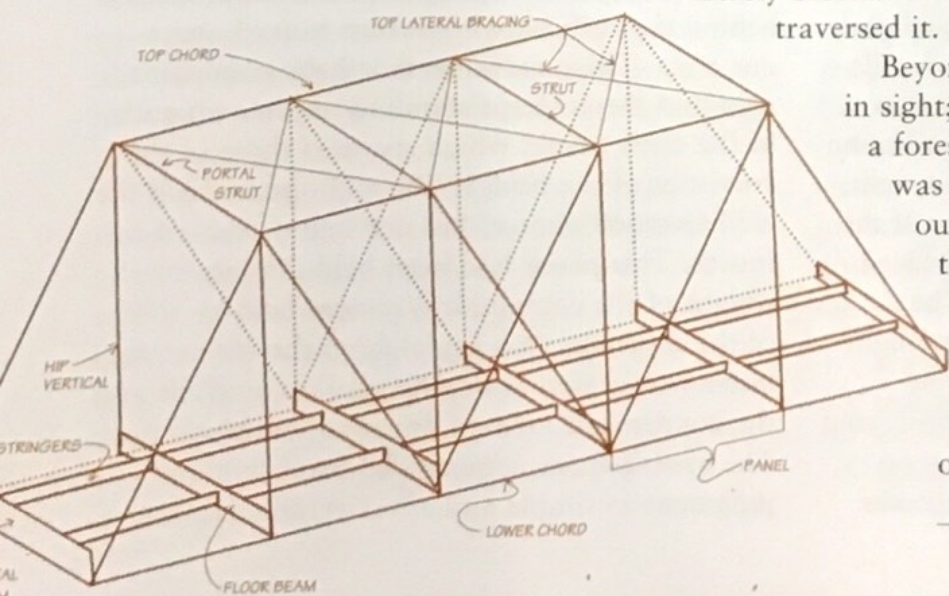 TOP LATERAL BRACING
TOP CHORD
STRUT
PORTAL
STRUT
HIP
VERTICAL
STRINGERS
PANEL
LOWER CHORD
FLOOR BEAM
traversed it.
in sight;
a fore
was
ou